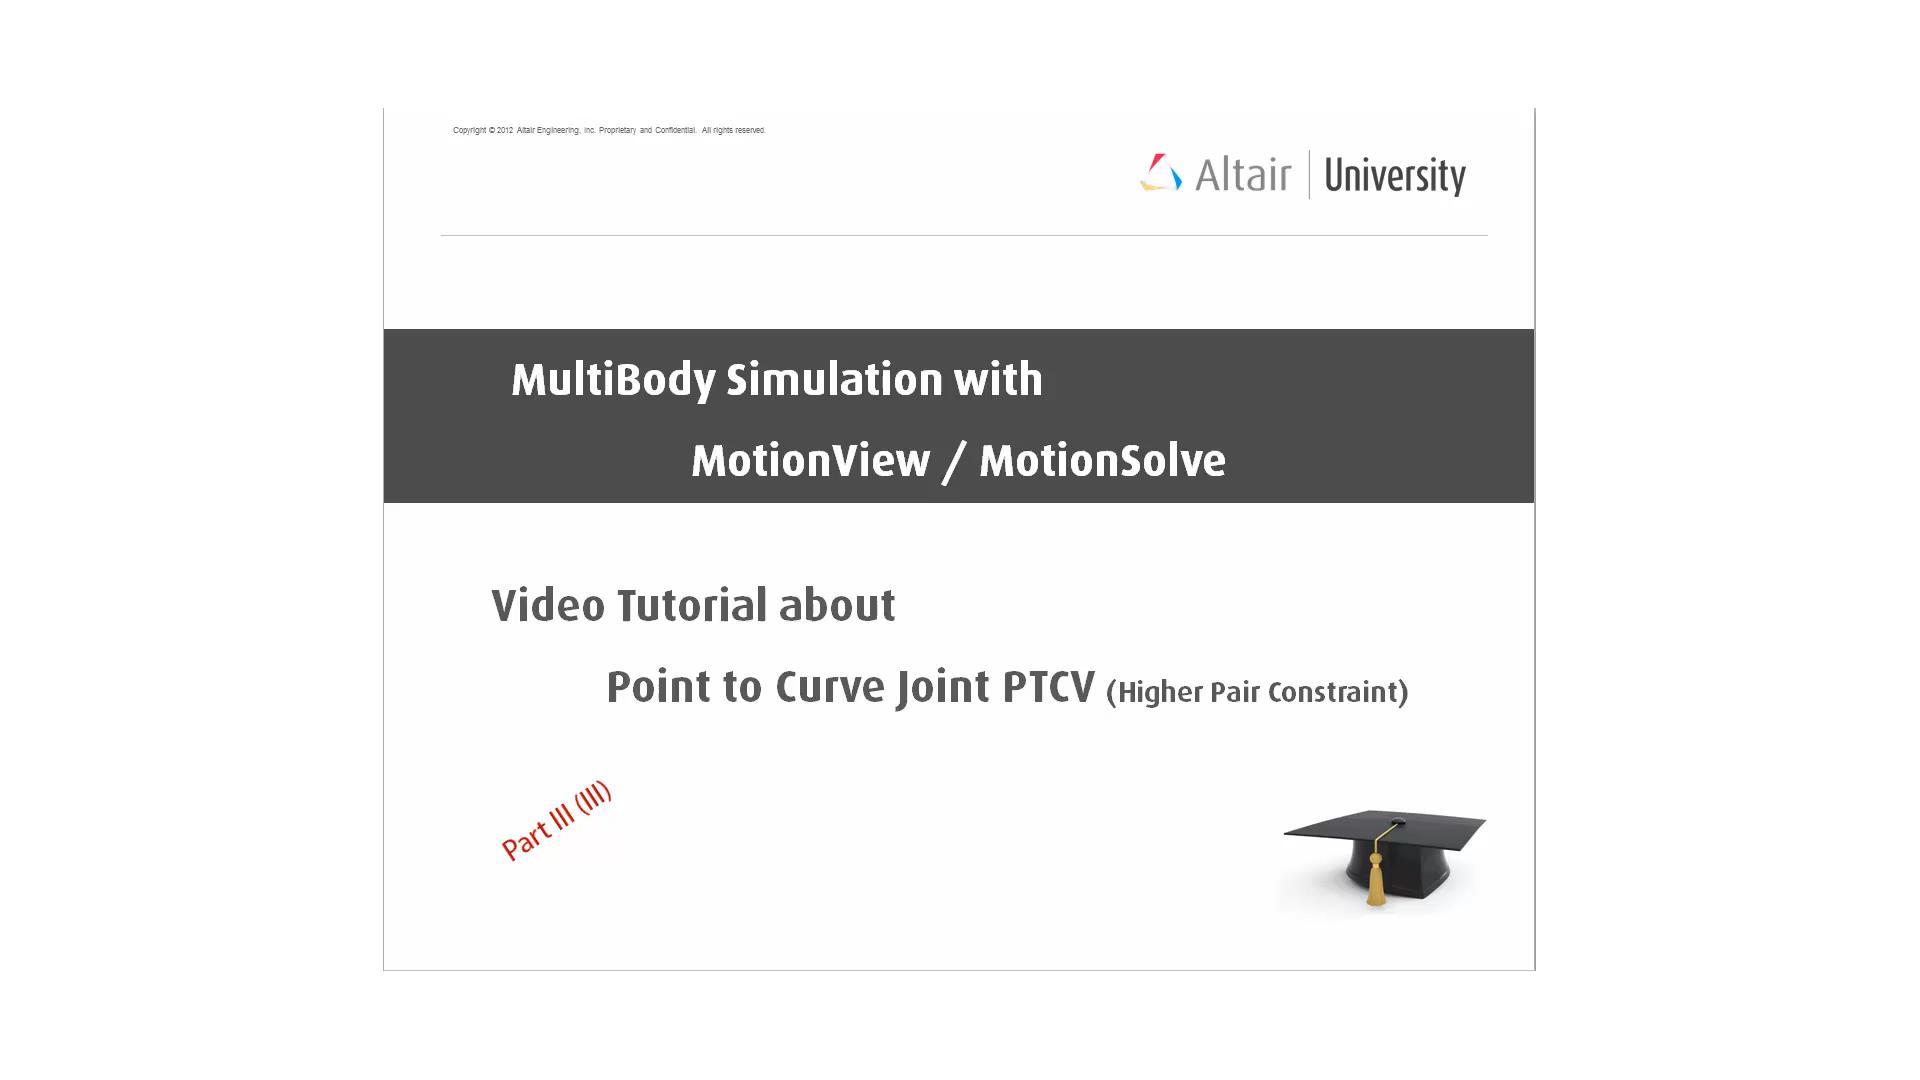 Copyright © 2012 Altair Engineering, Inc. Proprietary and Confidential. All rights reserved.
Altair | University
MultiBody Simulation with
MotionView / MotionSolve
Video Tutorial about
Point to Curve Joint PTCV (Higher Pair Constraint)
Part III (III)